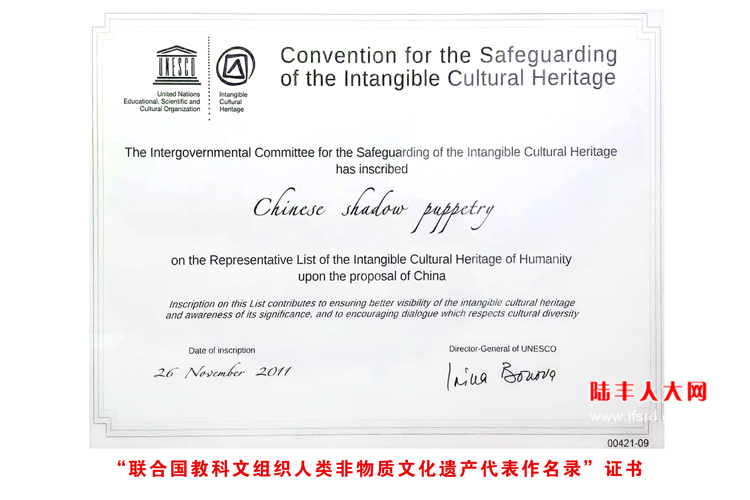 UNESCO
United Nations
Educational, Scientific and
Cultural Organization
Intangible
Cultural
Heritage
Convention for the Safeguarding
of the Intangible Cultural Heritage
The Intergovernmental Committee for the Safeguarding of the Intangible Cultural Heritage
has inscribed
Chinese shadow puppetry
on the Representative List of the Intangible Cultural Heritage of Humanity
upon the proposal of China
Inscription on this List contributes to ensuring better visibility of the intangible cultural heritage
and awareness of its significance, and to encouraging dialogue which respects cultural diversity
Date of inscription
26 November 2011
Director-General of UNESCO
Irina Bokova
陆丰人大网
00421-09
“联合国教科文组织人类非物质文化遗产代表作名录”证书